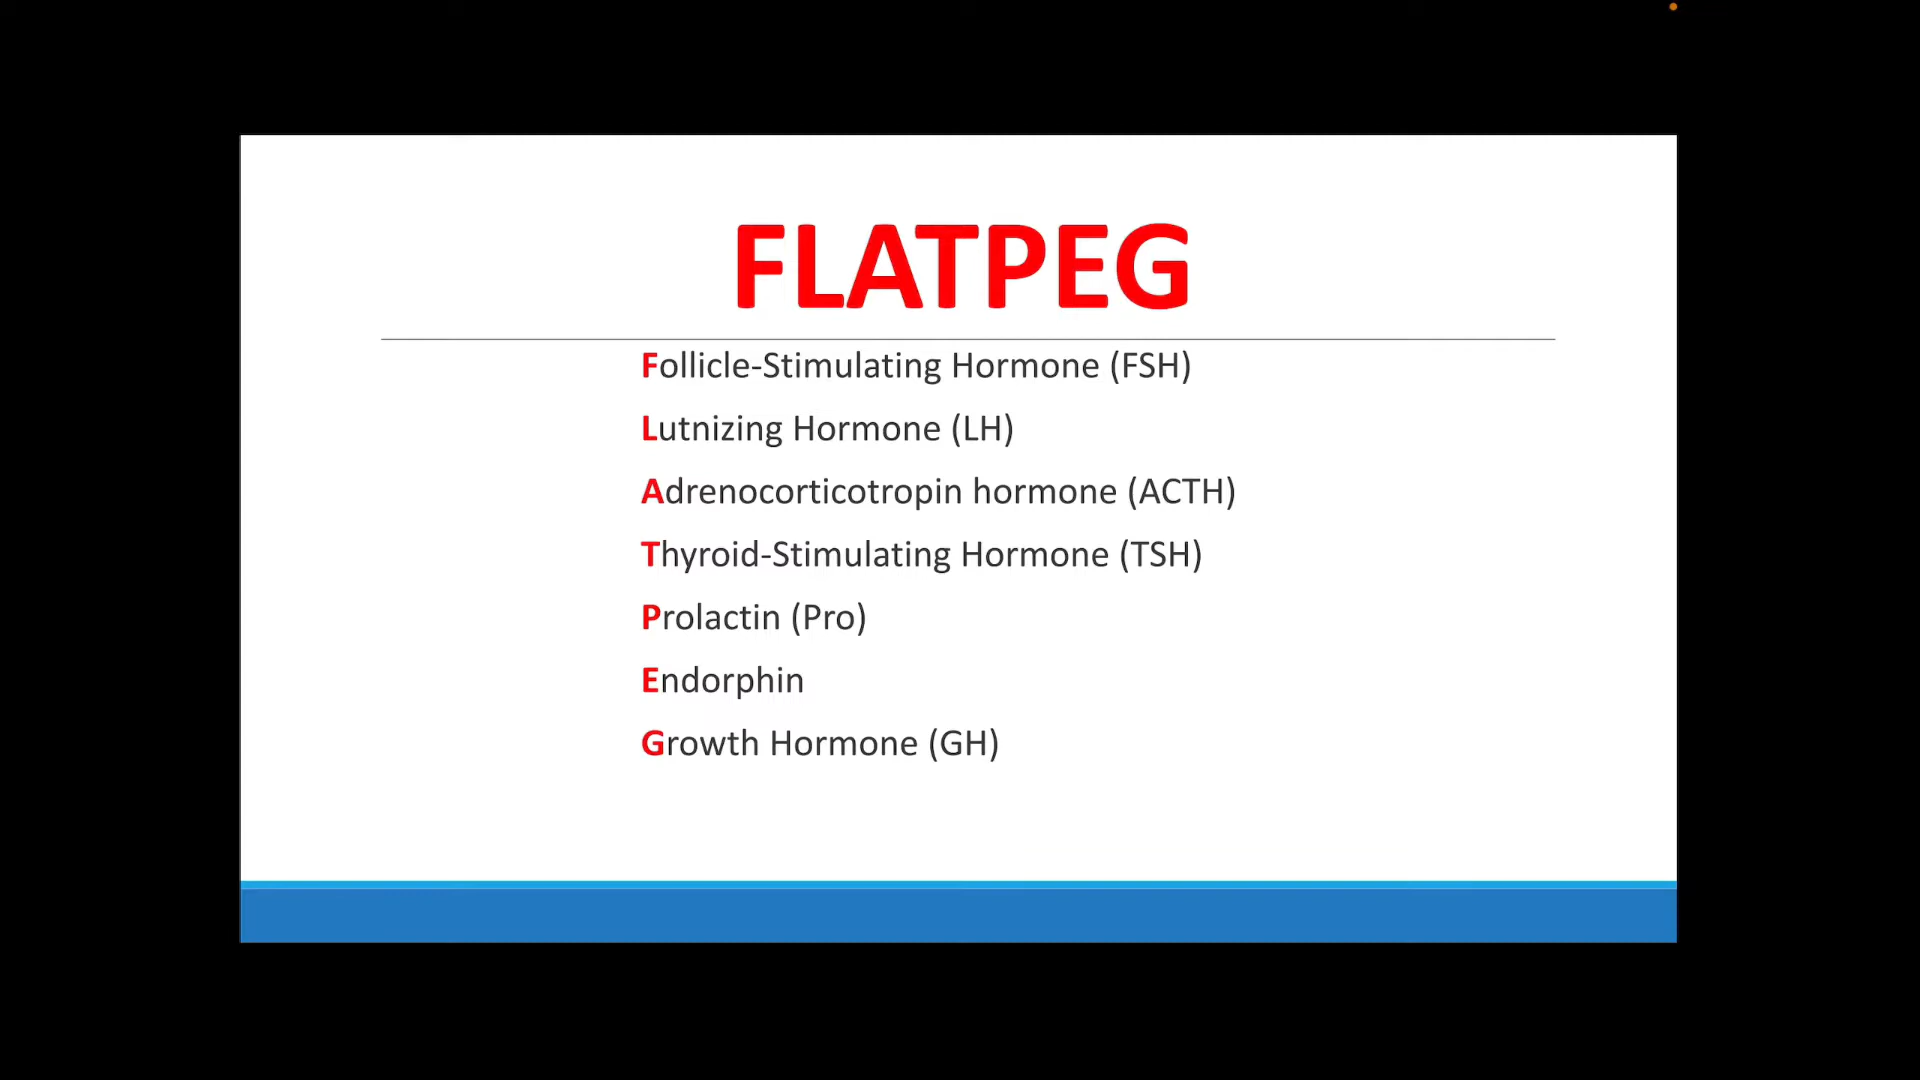 FLATPEG
Follicle-Stimulating Hormone (FSH)
Lutnizing Hormone (LH)
Adrenocorticotropin hormone (ACTH)
Thyroid-Stimulating Hormone (TSH)
Prolactin (Pro)
Endorphin
Growth Hormone (GH)